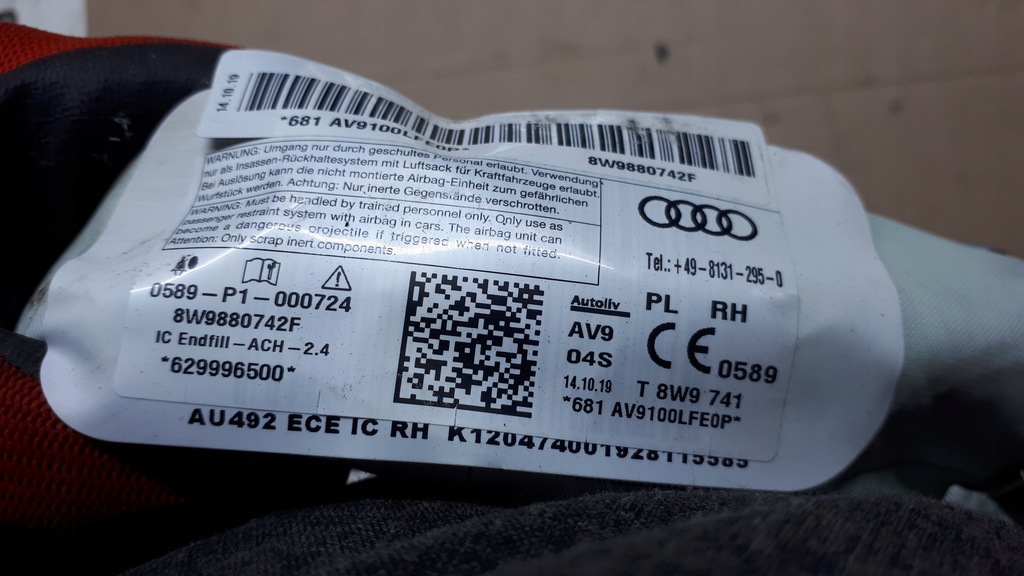 14.10.19
*681 AV9100LFE0P*
8W9880742F
WARNUNG: Umgang nur durch geschultes Personal erlaubt. Verwendung
nur als Insassen-Rückhaltesystem mit Luftsack für Kraftfahrzeuge erlaubt.
Bei Auslösung kann die nicht montierte Airbag-Einheit zum gefährlichen
Wurfstück werden. Achtung: Nur inerte Gegenstände verschrotten.
WARNING: Must be handled by trained personnel only. Only use as
passenger restraint system with airbag in cars. The airbag unit can
become a dangerous projectile if triggered when not fitted.
Attention: Only scrap inert components.
Tel.: +49-8131-295-0
0589-P1-000724
8W9880742F
IC Endfill-ACH-2.4
*629996500*
Autoliv
AV9
04S
14.10.19
*681 AV9100LFE0P*
PL RH
CE 0589
T 8W9 741
AU492 ECE IC RH K120474001928115585